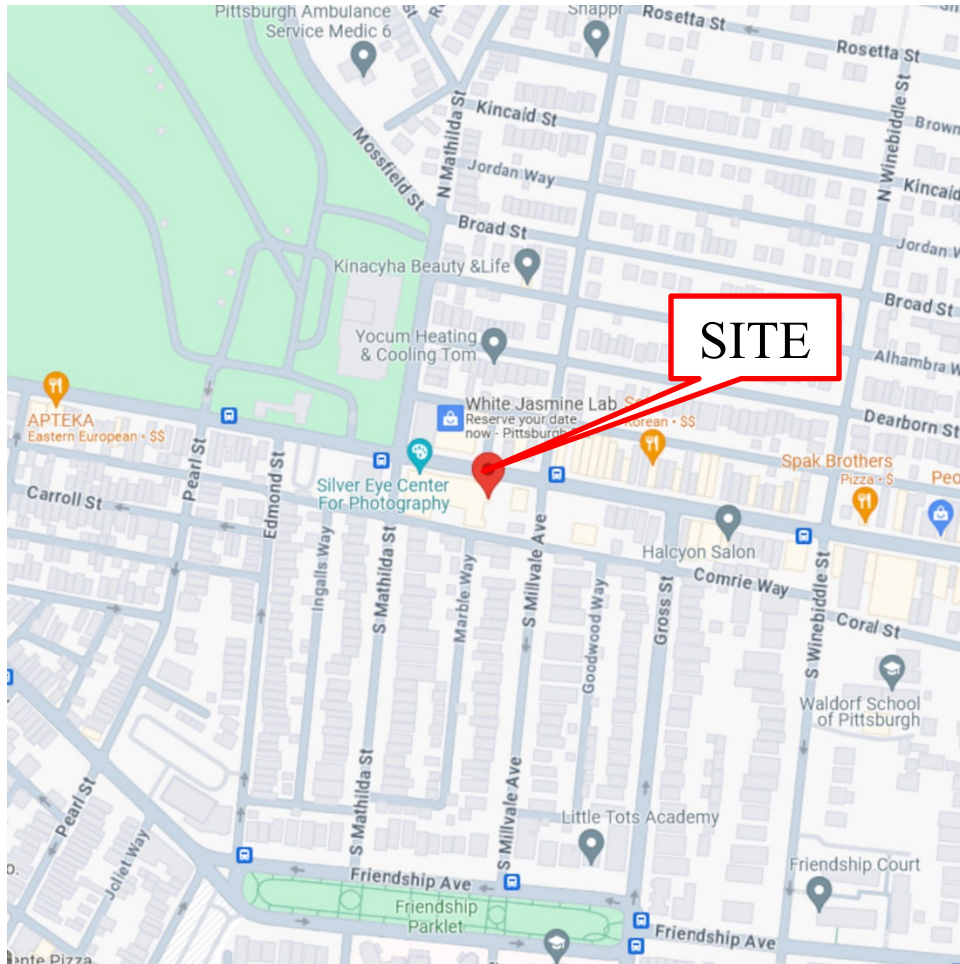 Pittsburgh Ambulance
Service Medic 6
Snappr
Rosetta St
Rosetta St
Kincaid St
N Mathilda St
Mossfield St
Jordan Way
N Winebiddle St
Brown
Kincaid
Broad St
Jordan W
Kinacyha Beauty &Life
Broad St
SITE
Yocum Heating
& Cooling Tom
Alhambra W
APTEKA
Eastern European • $$
White Jasmine Lab
Reserve your date
now - Pittsburgh
Korean • $$
Dearborn St
Pearl St
Edmond St
Silver Eye Center
For Photography
Spak Brothers
Pizza • $
Peo
Carroll St
Ingalls Way
S Mathilda St
Marble Way
S Millvale Ave
Halcyon Salon
Comrie Way
Goodwood Way
Gross St
S Winebiddle St
Coral St
Waldorf School
of Pittsburgh
S Mathilda St
S Millvale Ave
Pearl St
Joliet Way
Little Tots Academy
Friendship Ave
Friendship Court
Friendship
Parklet
Friendship Ave
ente Pizza